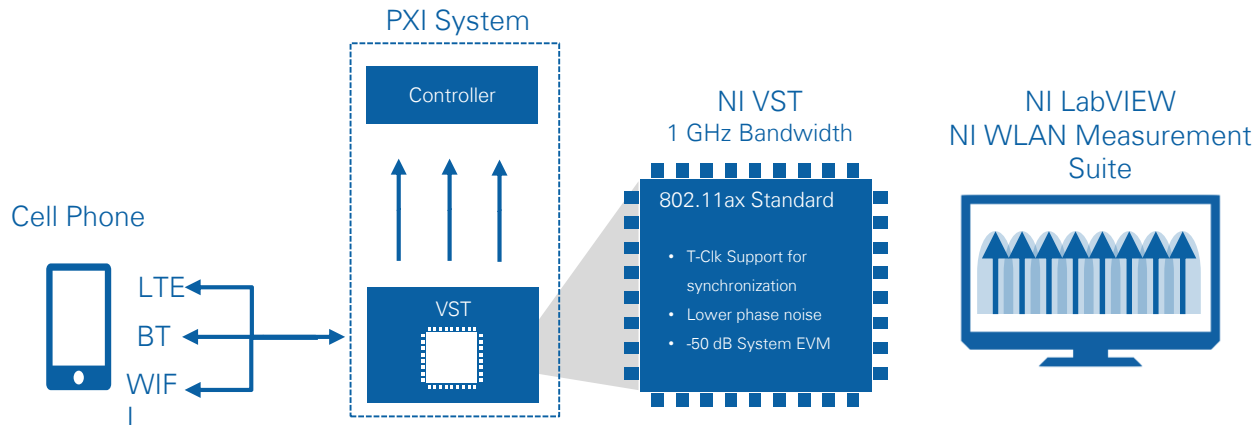 PXI System
Controller
NI VST
1 GHz Bandwidth
NI LabVIEW
NI WLAN Measurement
Suite
802.11ax Standard
• T-Clk Support for
synchronization
• Lower phase noise
• -50 dB System EVM
Cell Phone
LTE
BT
WIF
I
VST